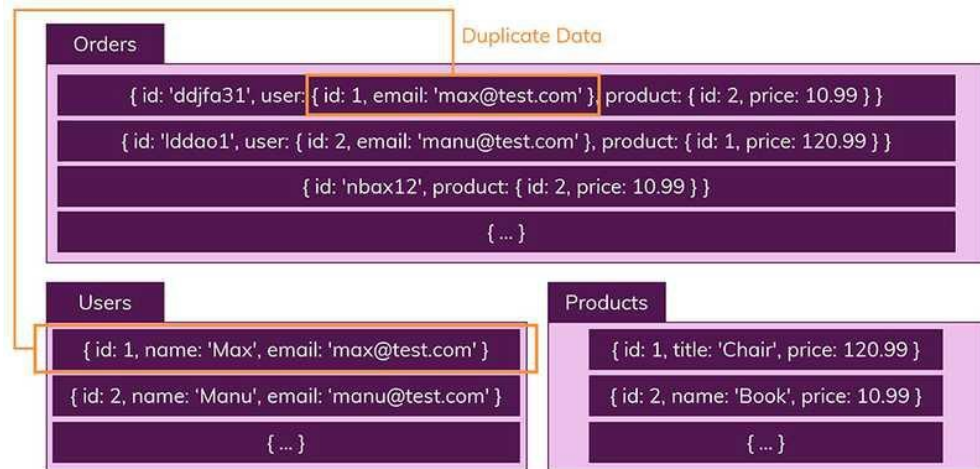 Orders
Duplicate Data
{ id: 'ddjfa31', user: { id: 1, email: 'max@test.com' }, product: { id: 2, price: 10.99 } }
{ id: 'lddao1', user: { id: 2, email: 'manu@test.com' }, product: { id: 1, price: 120.99 } }
{ id: 'nbax12', product: { id: 2, price: 10.99 } }
{ ... }
Users
{ id: 1, name: 'Max', email: 'max@test.com' }
{ id: 2, name: 'Manu', email: 'manu@test.com' }
{ ... }
Products
{ id: 1, title: 'Chair', price: 120.99 }
{ id: 2, name: 'Book', price: 10.99 }
{ ... }